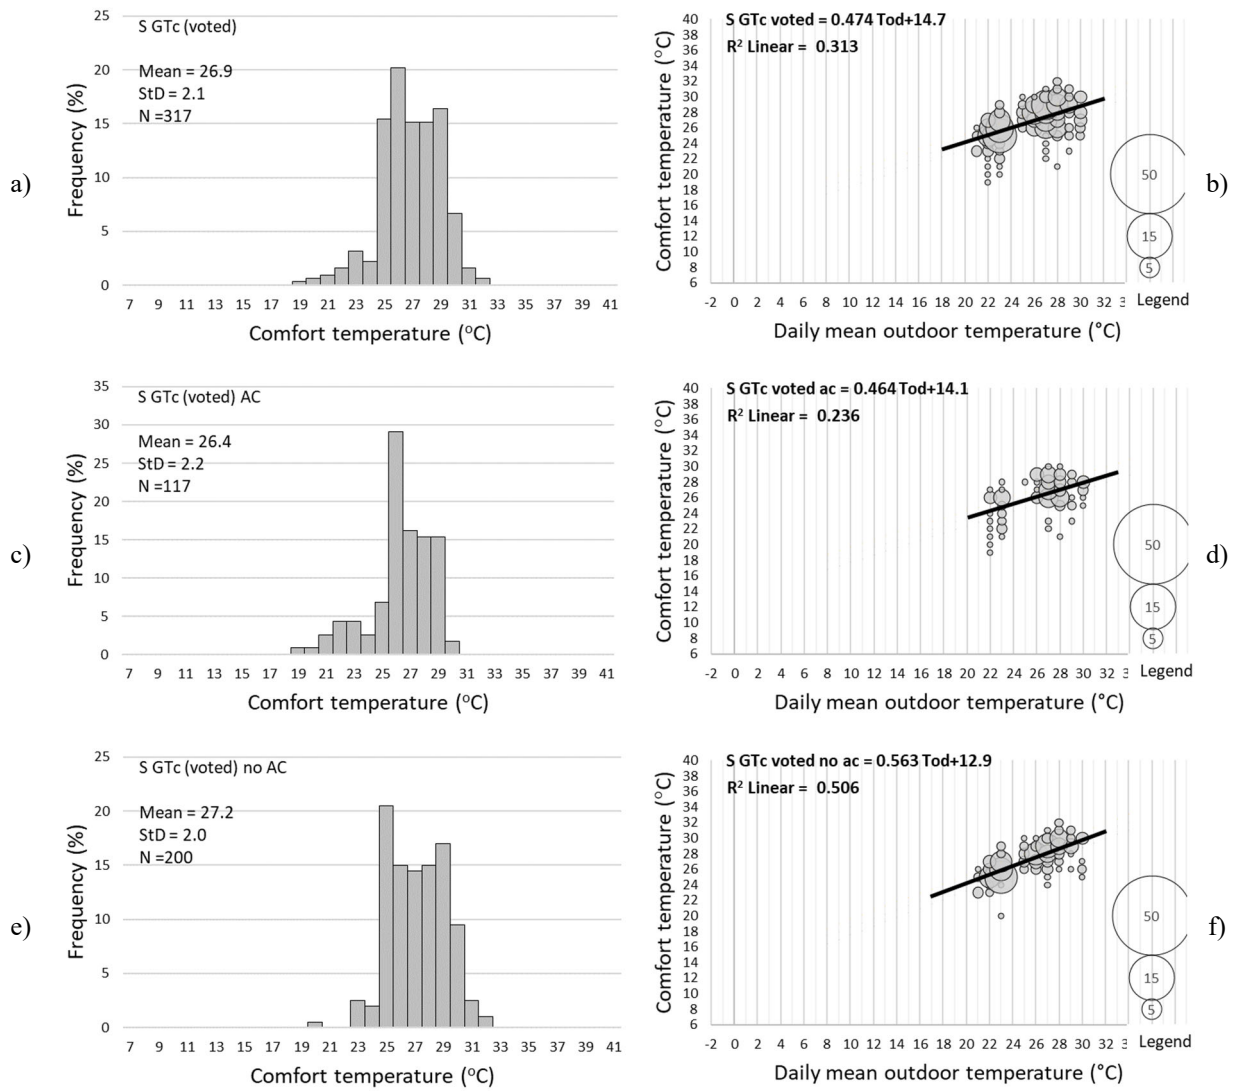 a)
S GTc (voted)
Mean = 26.9
StD = 2.1
N =317
Frequency (%)
25
20
15
10
5
0
7 9 11 13 15 17 19 21 23 25 27 29 31 33 35 37 39 41
Comfort temperature (°C)
b)
S GTc voted = 0.474 Tod+14.7
R² Linear = 0.313
Comfort temperature (°C)
40
38
36
34
32
30
28
26
24
22
20
18
16
14
12
10
8
6
-2 0 2 4 6 8 10 12 14 16 18 20 22 24 26 28 30 32
50
15
5
Legend
Daily mean outdoor temperature (°C)
c)
S GTc (voted) AC
Mean = 26.4
StD = 2.2
N =117
Frequency (%)
35
30
25
20
15
10
5
0
7 9 11 13 15 17 19 21 23 25 27 29 31 33 35 37 39 41
Comfort temperature (°C)
d)
S GTc voted ac = 0.464 Tod+14.1
R² Linear = 0.236
Comfort temperature (°C)
40
38
36
34
32
30
28
26
24
22
20
18
16
14
12
10
8
6
-2 0 2 4 6 8 10 12 14 16 18 20 22 24 26 28 30 32
50
15
5
Legend
Daily mean outdoor temperature (°C)
e)
S GTc (voted) no AC
Mean = 27.2
StD = 2.0
N =200
Frequency (%)
25
20
15
10
5
0
7 9 11 13 15 17 19 21 23 25 27 29 31 33 35 37 39 41
Comfort temperature (°C)
f)
S GTc voted no ac = 0.563 Tod+12.9
R² Linear = 0.506
Comfort temperature (°C)
40
38
36
34
32
30
28
26
24
22
20
18
16
14
12
10
8
6
-2 0 2 4 6 8 10 12 14 16 18 20 22 24 26 28 30 32
50
15
5
Legend
Daily mean outdoor temperature (°C)